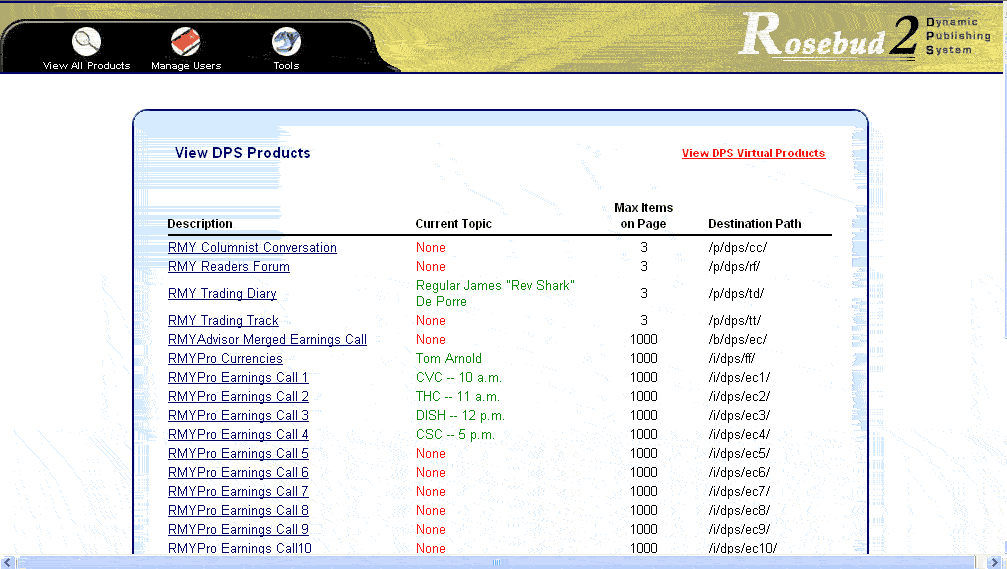 Rosebud 2 Dynamic
Publishing
System
View All Products Manage Users Tools
View DPS Products View DPS Virtual Products
Max Items
Description Current Topic on Page Destination Path
RMY Columnist Conversation None 3 /p/dps/cc/
RMY Readers Forum None 3 /p/dps/rf/
Regular James "Rev Shark"
RMY Trading Diary 3 /p/dps/td/
De Porre
RMY Trading Track None 3 /p/dps/tt/
RMYAdvisor Merged Earnings Call None 1000 /b/dps/ec/
RMYPro Currencies Tom Arnold 1000 /i/dps/ff/
RMYPro Earnings Call 1 CVC -- 10 a.m. 1000 /i/dps/ec1/
RMYPro Earnings Call 2 THC -- 11 a.m. 1000 /i/dps/ec2/
RMYPro Earnings Call 3 DISH -- 12 p.m. 1000 /i/dps/ec3/
RMYPro Earnings Call 4 CSC -- 5 p.m. 1000 /i/dps/ec4/
RMYPro Earnings Call 5 None 1000 /i/dps/ec5/
RMYPro Earnings Call 6 None 1000 /i/dps/ec6/
RMYPro Earnings Call 7 None 1000 /i/dps/ec7/
RMYPro Earnings Call 8 None 1000 /i/dps/ec8/
RMYPro Earnings Call 9 None 1000 /i/dps/ec9/
RMYPro Earnings Call10 None 1000 /i/dps/ec10/